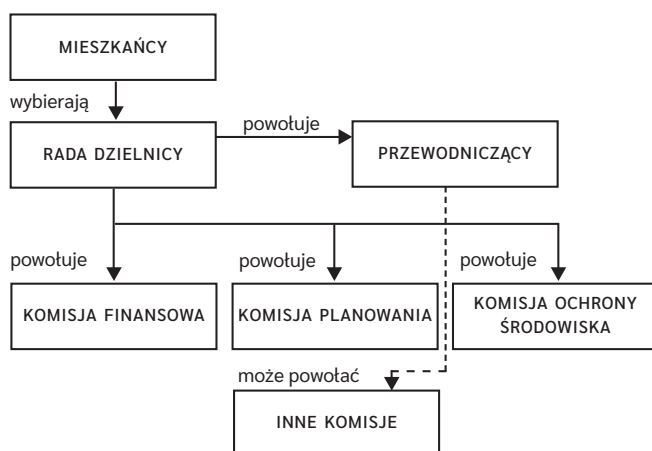 MIESZKAŃCY
wybierają
RADA DZIELNICY
powołuje
PRZEWODNICZĄCY
powołuje
powołuje
powołuje
KOMISJA FINANSOWA
KOMISJA PLANOWANIA
KOMISJA OCHRONY
ŚRODOWISKA
może powołać
INNE KOMISJE